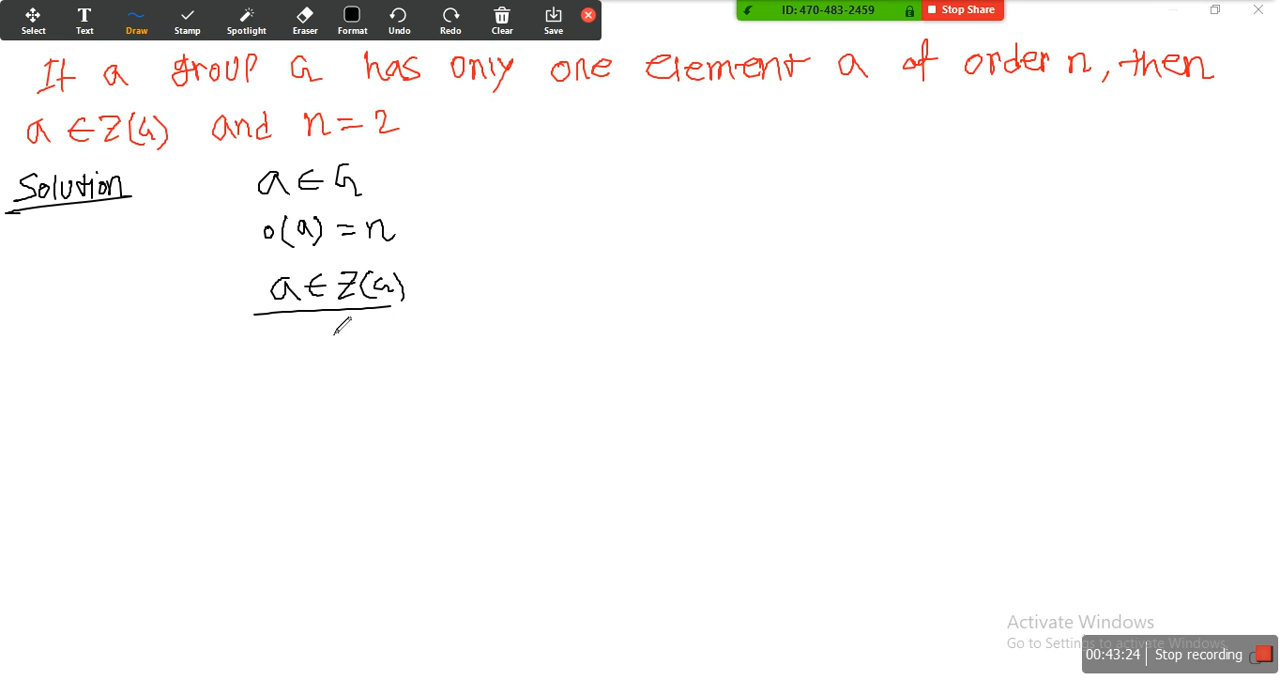 Select Text Draw Stamp Spotlight Eraser Format Undo Redo Clear Save
ID: 470-483-2459 Stop Share
If a group G has only one element a of order n, then
a ∈ Z(G) and n = 2
Solution
a ∈ G
o(a) = n
a ∈ Z(G)
Activate Windows
Go to Settings to activate Windows.
00:43:24 Stop recording